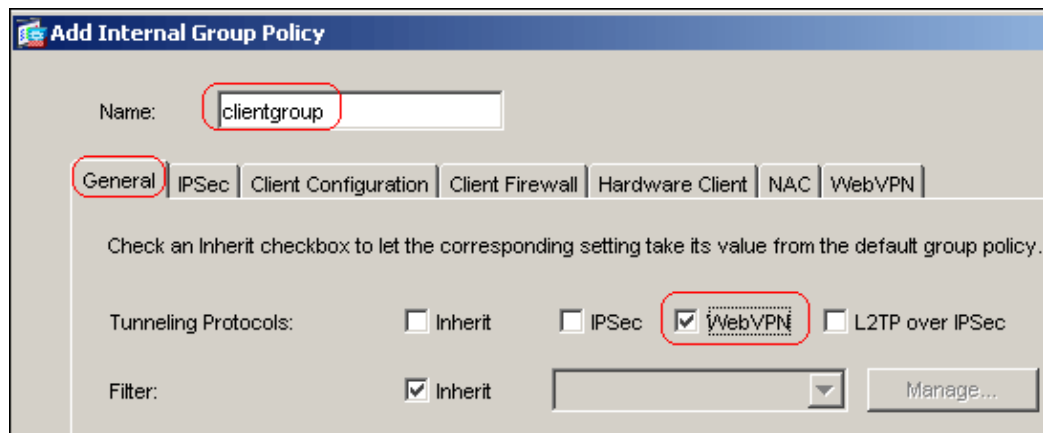 Add Internal Group Policy
Name: clientgroup
General IPSec Client Configuration Client Firewall Hardware Client NAC WebVPN
Check an Inherit checkbox to let the corresponding setting take its value from the default group policy.
Tunneling Protocols: Inherit IPSec WebVPN L2TP over IPSec
Filter: Inherit Manage...